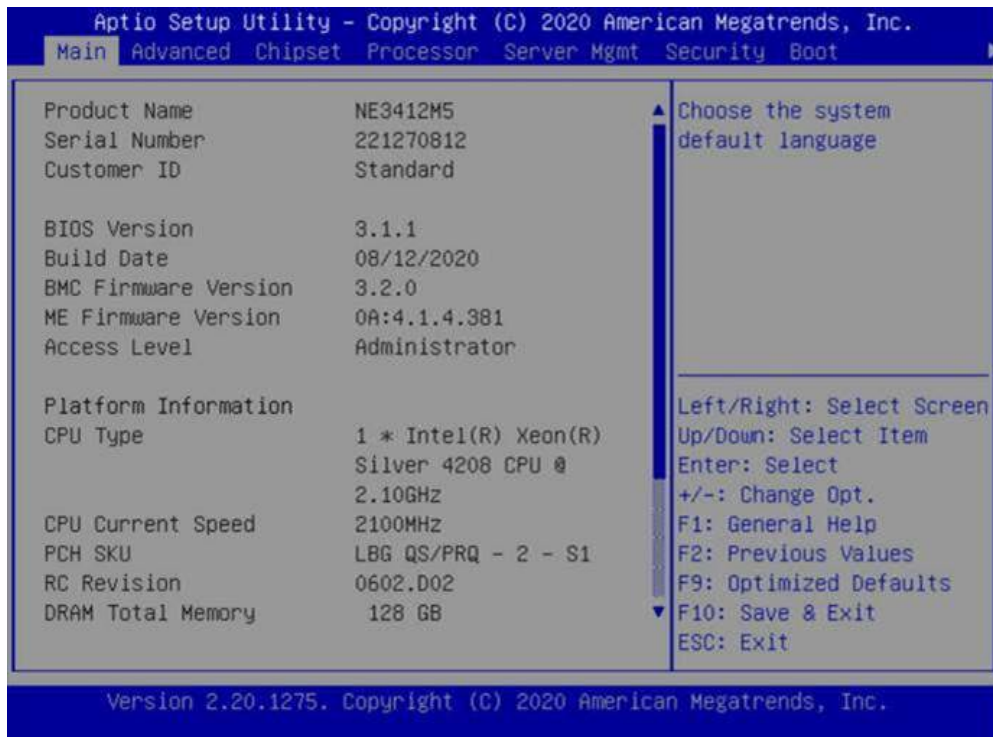 Aptio Setup Utility - Copyright (C) 2020 American Megatrends, Inc.
Main Advanced Chipset Processor Server Mgmt Security Boot
Product Name NE3412M5
Serial Number 221270812
Customer ID Standard
BIOS Version 3.1.1
Build Date 08/12/2020
BMC Firmware Version 3.2.0
ME Firmware Version 0A:4.1.4.381
Access Level Administrator
Platform Information
CPU Type 1 * Intel(R) Xeon(R)
Silver 4208 CPU @
2.10GHz
CPU Current Speed 2100MHz
PCH SKU LBG QS/PRQ - 2 - S1
RC Revision 0602.D02
DRAM Total Memory 128 GB
Choose the system
default language
Left/Right: Select Screen
Up/Down: Select Item
Enter: Select
+/-: Change Opt.
F1: General Help
F2: Previous Values
F9: Optimized Defaults
F10: Save & Exit
ESC: Exit
Version 2.20.1275. Copyright (C) 2020 American Megatrends, Inc.